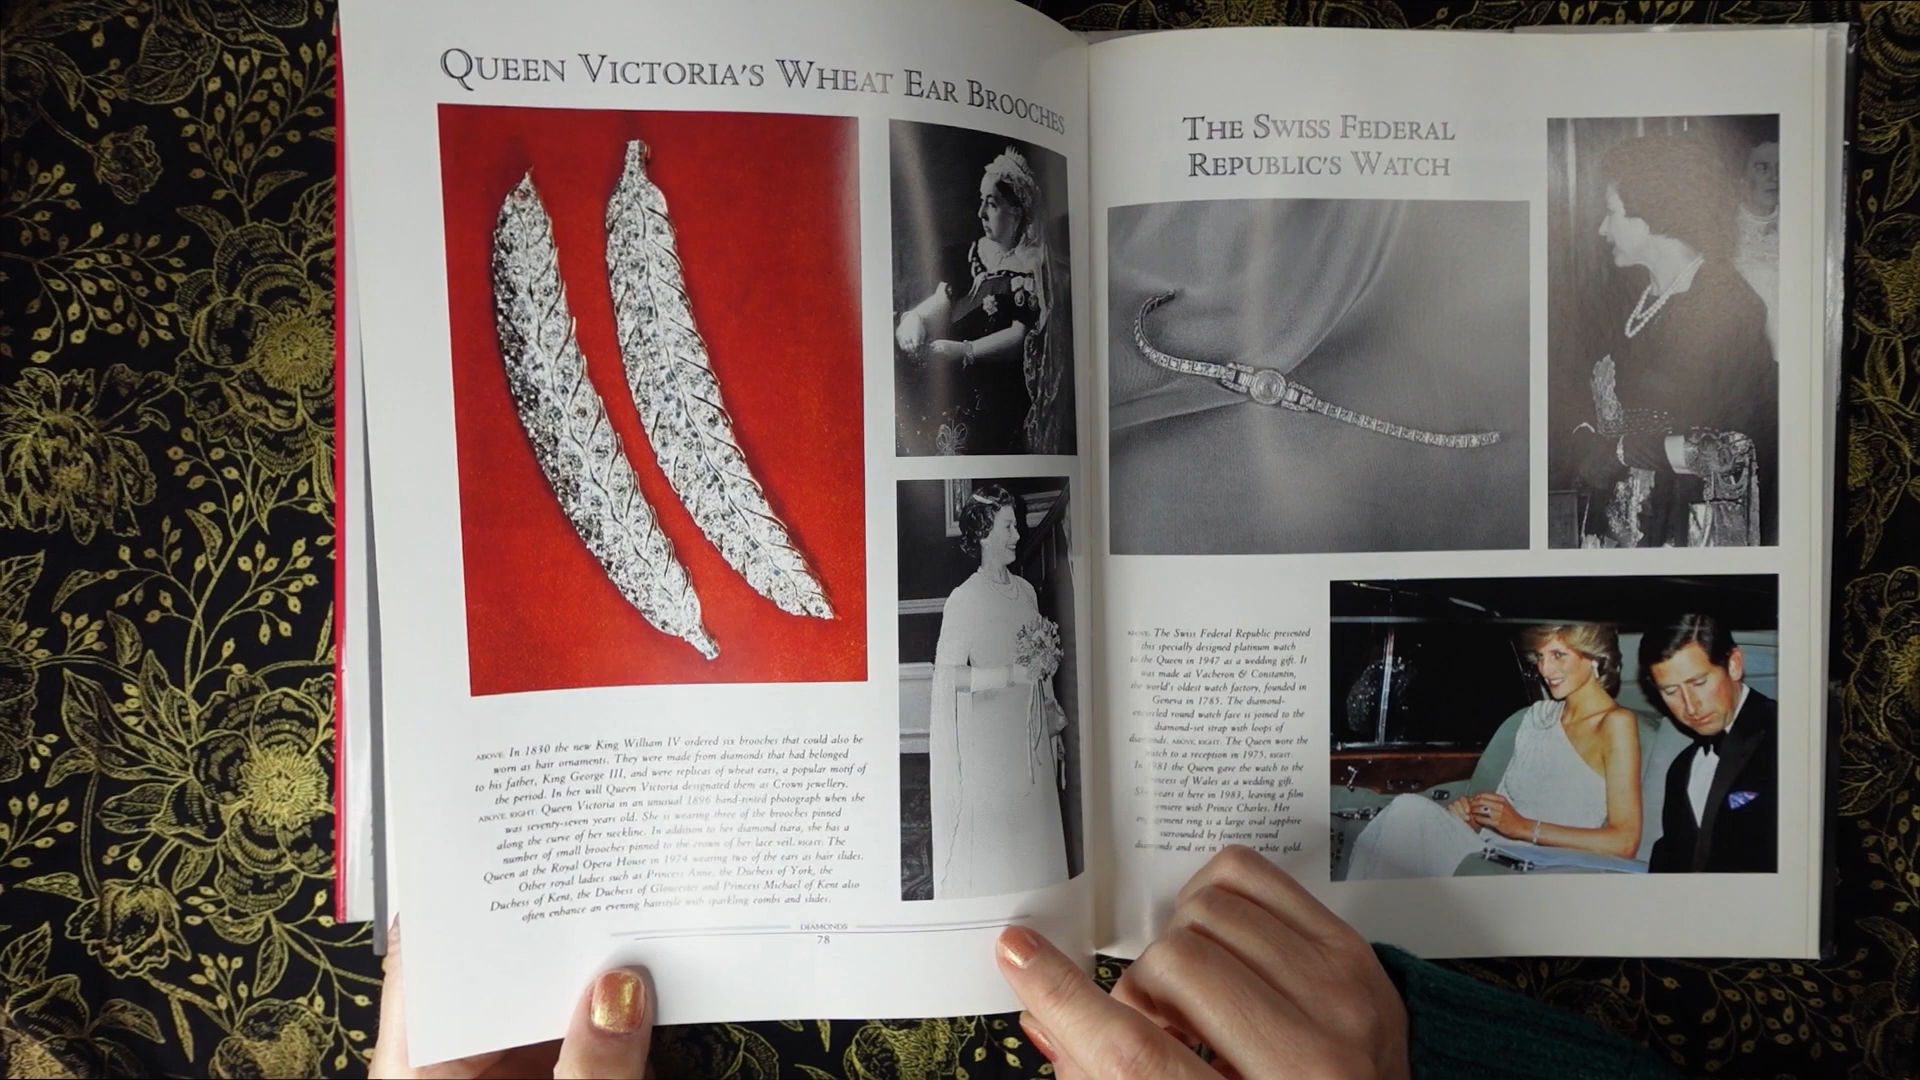 QUEEN VICTORIA'S WHEAT EAR BROOCHES
ABOVE: In 1830 the new King William IV ordered six brooches that could also be
worn as hair ornaments. They were made from diamonds that had belonged
to his father, King George III, and were replicas of wheat ears, a popular motif of
the period. In her will Queen Victoria designated them as Crown jewellery.
ABOVE RIGHT: Queen Victoria in an unusual 1896 hand-tinted photograph when she
was seventy-seven years old. She is wearing three of the brooches pinned
along the curve of her neckline. In addition to her diamond tiara, she has a
number of small brooches pinned to the crown of her lace veil. RIGHT: The
Queen at the Royal Opera House in 1974 wearing two of the ears as hair slides.
Other royal ladies such as Princess Anne, the Duchess of York, the
Duchess of Kent, the Duchess of Gloucester and Princess Michael of Kent also
often enhance an evening hairstyle with sparkling combs and slides.
DIAMONDS
78
THE SWISS FEDERAL
REPUBLIC'S WATCH
ABOVE: The Swiss Federal Republic presented
this specially designed platinum watch
to the Queen in 1947 as a wedding gift. It
was made at Vacheron & Constantin,
the world's oldest watch factory, founded in
Geneva in 1785. The diamond-
encircled round watch face is joined to the
diamond-set strap with loops of
diamonds. ABOVE RIGHT: The Queen wore the
watch to a reception in 1975. RIGHT:
In 1981 the Queen gave the watch to the
Princess of Wales as a wedding gift.
She wears it here in 1983, leaving a film
premiere with Prince Charles. Her
engagement ring is a large oval sapphire
surrounded by fourteen round
diamonds and set in white gold.